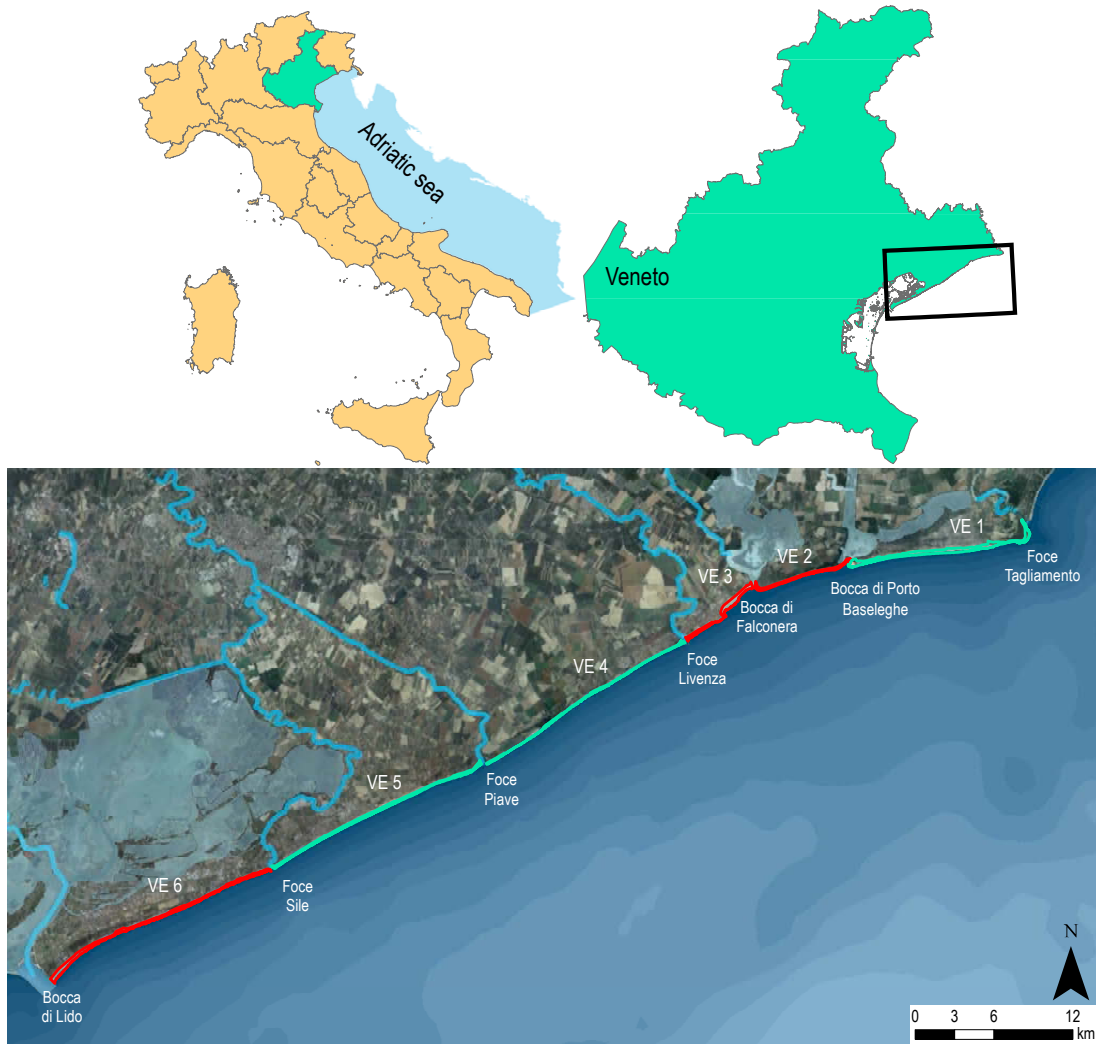 Adriatic sea
Veneto
VE 1
VE 2
VE 3
VE 4
VE 5
VE 6
Foce
Tagliamento
Bocca di Porto
Baseleghe
Bocca di
Falconera
Foce
Livenza
Foce
Piave
Foce
Sile
Bocca
di Lido
N
0 3 6 12
km